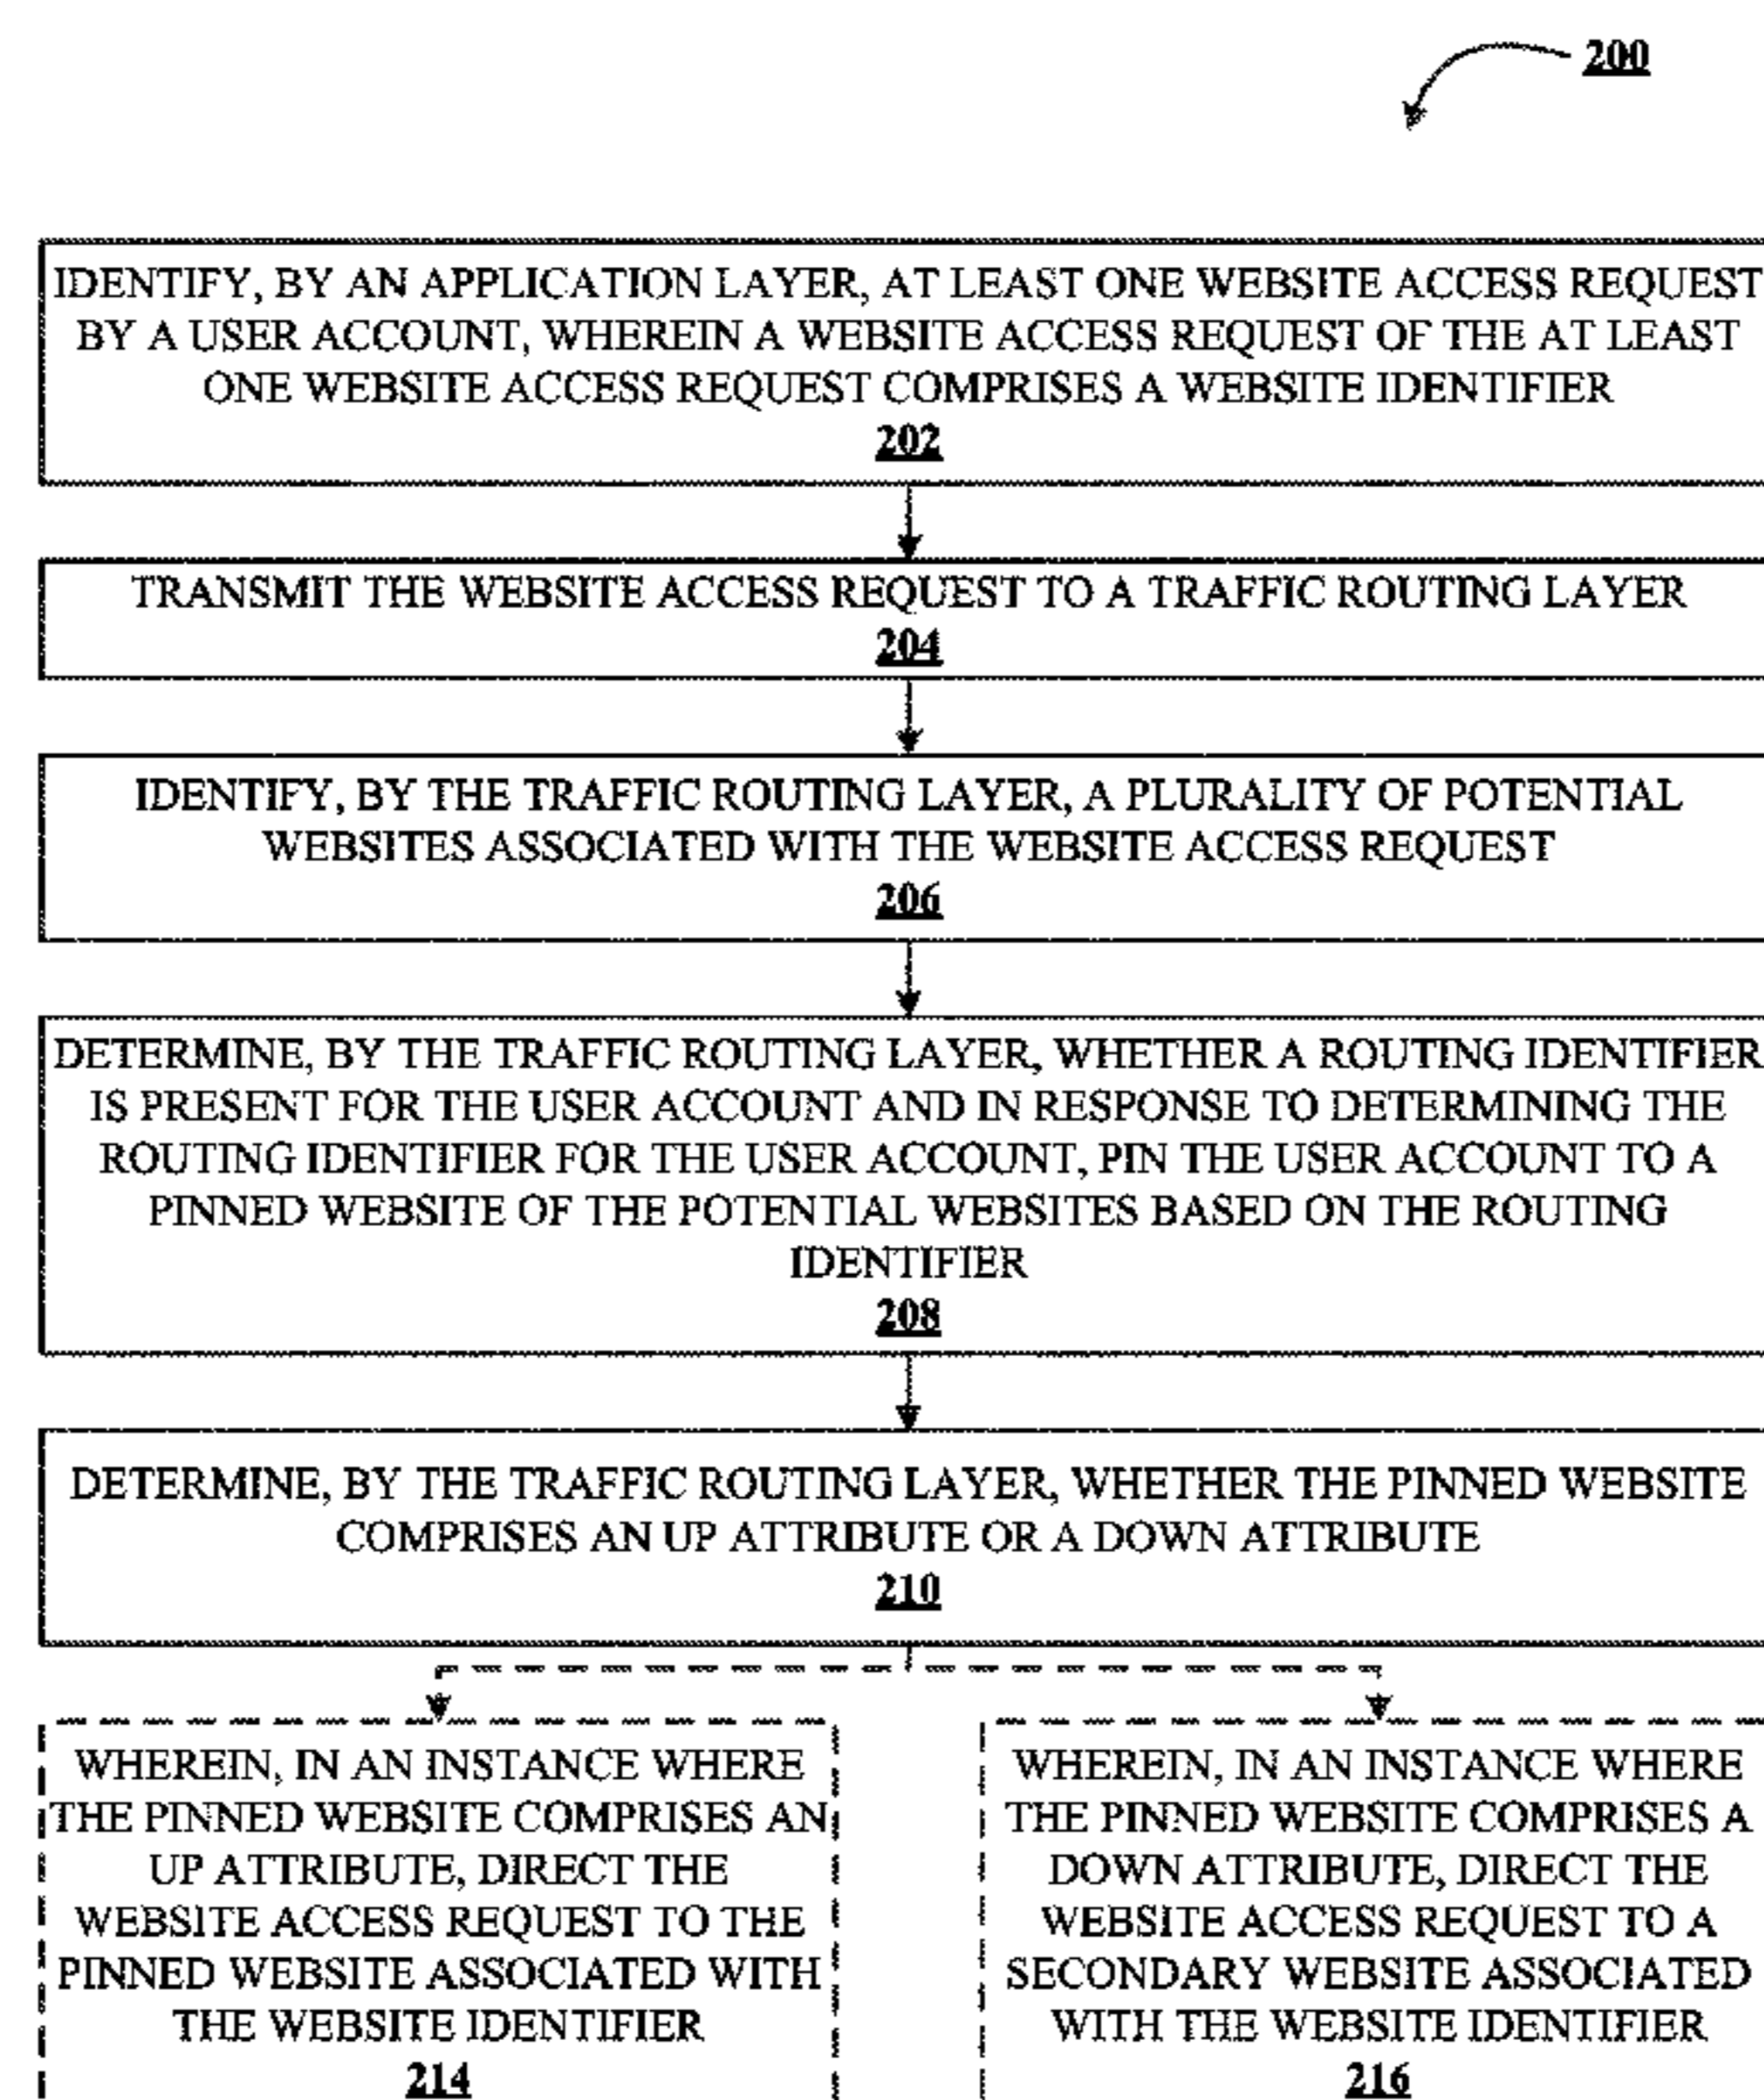 200
IDENTIFY, BY AN APPLICATION LAYER, AT LEAST ONE WEBSITE ACCESS REQUEST
BY A USER ACCOUNT, WHEREIN A WEBSITE ACCESS REQUEST OF THE AT LEAST
ONE WEBSITE ACCESS REQUEST COMPRISES A WEBSITE IDENTIFIER
202
TRANSMIT THE WEBSITE ACCESS REQUEST TO A TRAFFIC ROUTING LAYER
204
IDENTIFY, BY THE TRAFFIC ROUTING LAYER, A PLURALITY OF POTENTIAL
WEBSITES ASSOCIATED WITH THE WEBSITE ACCESS REQUEST
206
DETERMINE, BY THE TRAFFIC ROUTING LAYER, WHETHER A ROUTING IDENTIFIER
IS PRESENT FOR THE USER ACCOUNT AND IN RESPONSE TO DETERMINING THE
ROUTING IDENTIFIER FOR THE USER ACCOUNT, PIN THE USER ACCOUNT TO A
PINNED WEBSITE OF THE POTENTIAL WEBSITES BASED ON THE ROUTING
IDENTIFIER
208
DETERMINE, BY THE TRAFFIC ROUTING LAYER, WHETHER THE PINNED WEBSITE
COMPRISES AN UP ATTRIBUTE OR A DOWN ATTRIBUTE
210
WHEREIN, IN AN INSTANCE WHERE
THE PINNED WEBSITE COMPRISES AN
UP ATTRIBUTE, DIRECT THE
WEBSITE ACCESS REQUEST TO THE
PINNED WEBSITE ASSOCIATED WITH
THE WEBSITE IDENTIFIER
214
WHEREIN, IN AN INSTANCE WHERE
THE PINNED WEBSITE COMPRISES A
DOWN ATTRIBUTE, DIRECT THE
WEBSITE ACCESS REQUEST TO A
SECONDARY WEBSITE ASSOCIATED
WITH THE WEBSITE IDENTIFIER
216